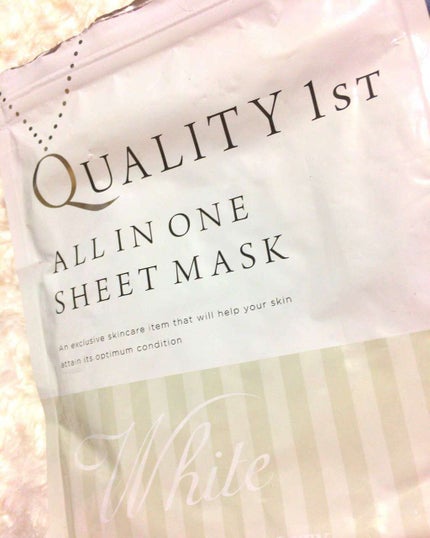 QUALITY 1ST
ALL IN ONE
SHEET MASK
An exclusive skincare item that will help your skin
attain its optimum condition
White